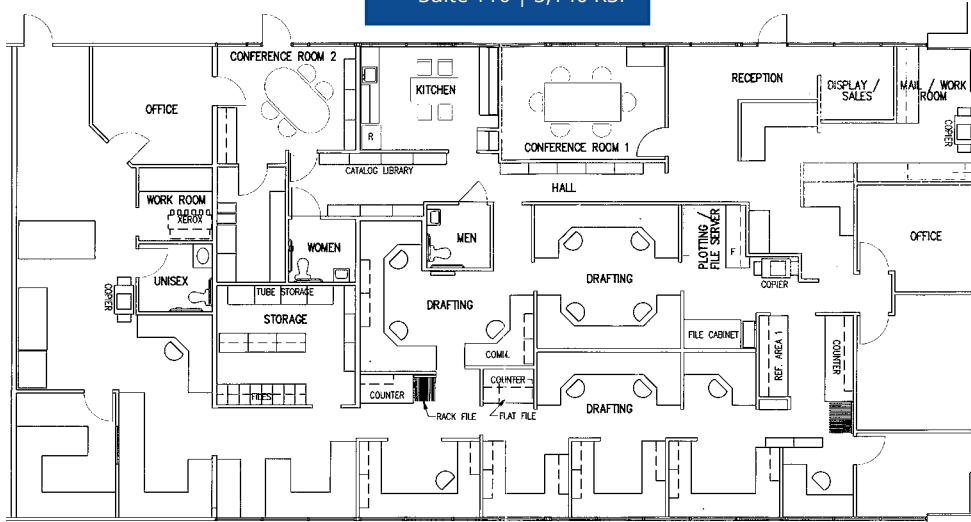 CONFERENCE ROOM 2
OFFICE
KITCHEN
R
CONFERENCE ROOM 1
RECEPTION
DISPLAY /
SALES
MAIL / WORK
ROOM
COPIER
CATALOG LIBRARY
HALL
WORK ROOM
XEROX
WOMEN
MEN
PLOTTING /
FILE SERVER
F
OFFICE
UNISEX
COPIER
TUBE STORAGE
STORAGE
DRAFTING
DRAFTING
COPIER
FILE CABINET
REF. AREA 1
COUNTER
COMM.
COUNTER
COUNTER
FILES
RACK FILE
FLAT FILE
DRAFTING